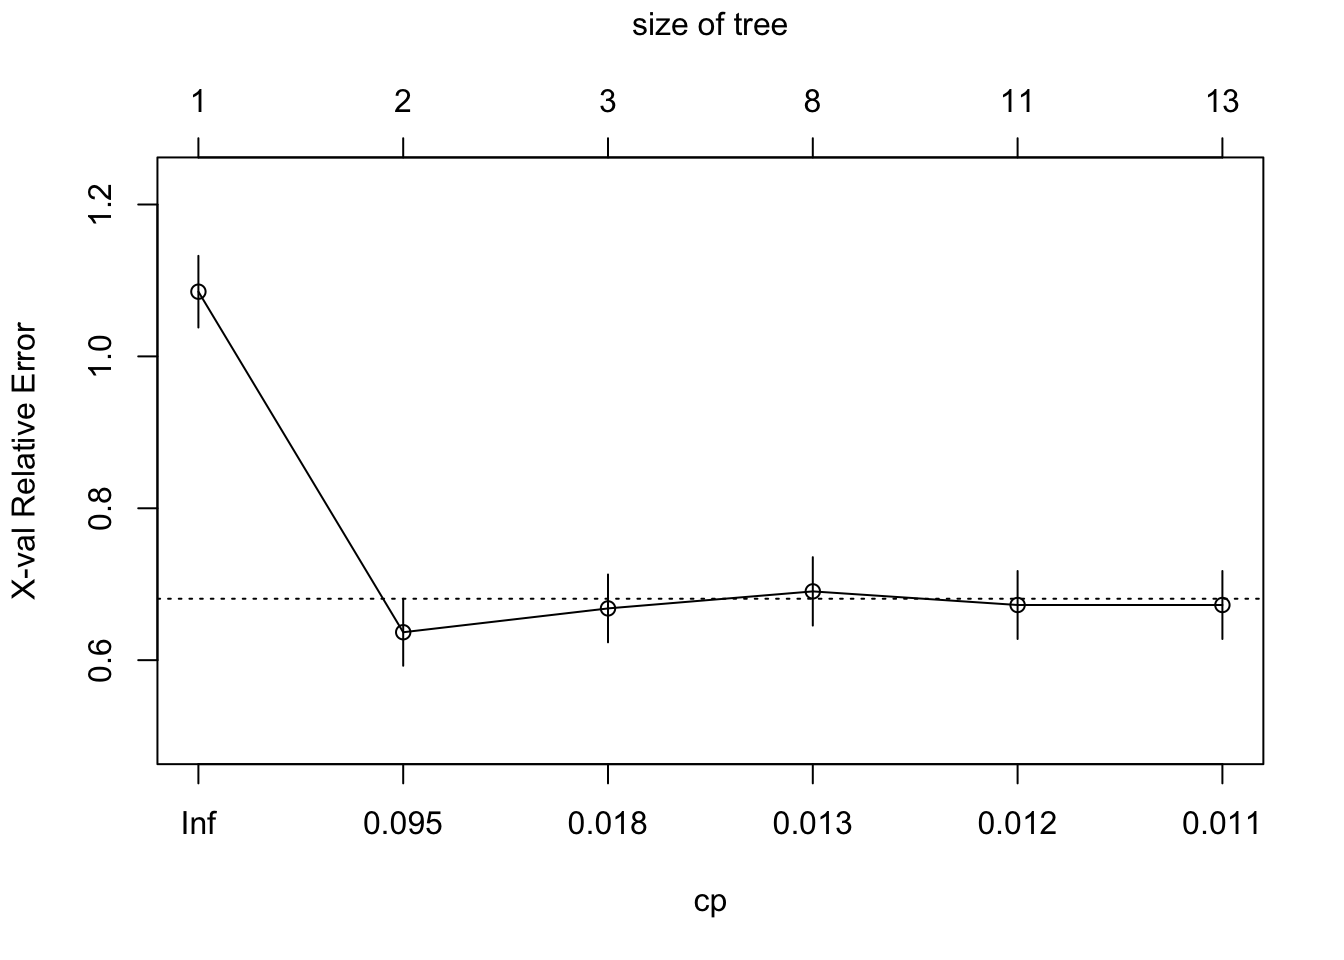 size of tree
1 2 3 8 11 13
X-val Relative Error
1.2
1.0
0.8
0.6
Inf 0.095 0.018 0.013 0.012 0.011
cp